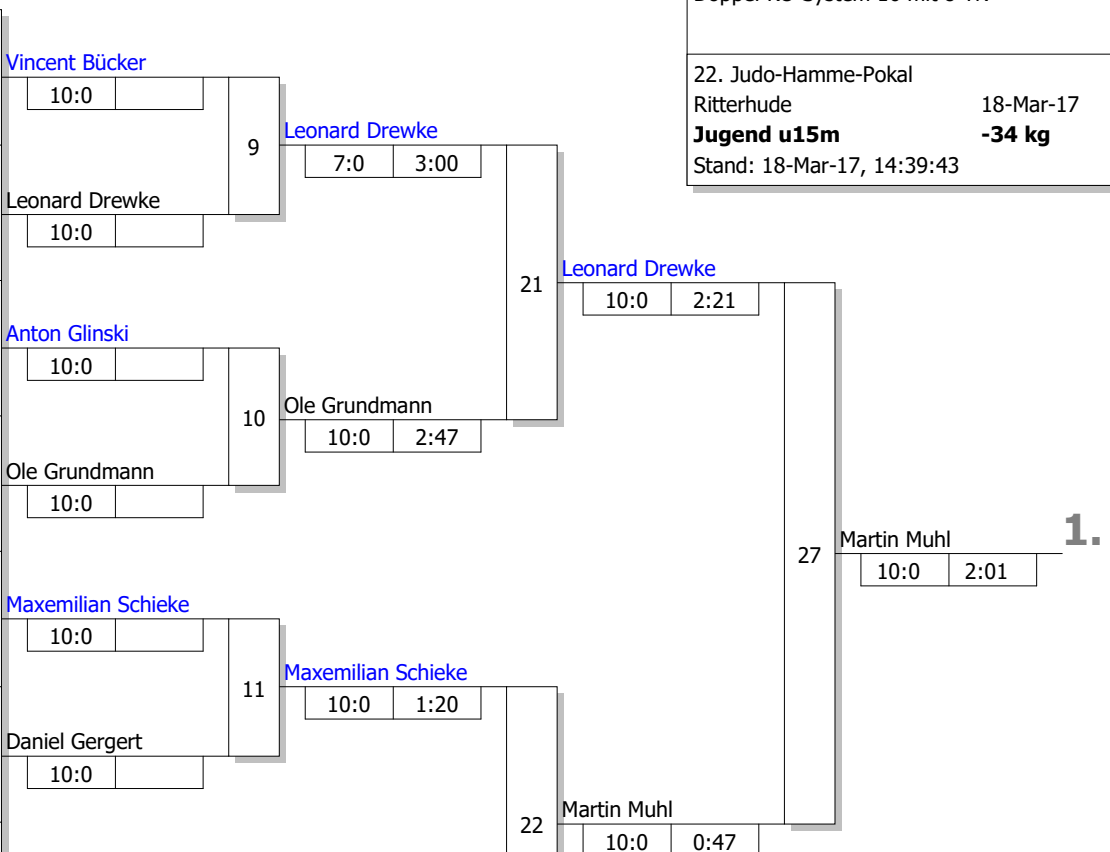 22. Judo-Hamme-Pokal
Ritterhude 18-Mar-17
Jugend u15m -34 kg
Stand: 18-Mar-17, 14:39:43
Vincent Bücker
10:0
9
Leonard Drewke
7:0 3:00
Leonard Drewke
10:0
21
Leonard Drewke
10:0 2:21
Anton Glinski
10:0
10
Ole Grundmann
10:0 2:47
Ole Grundmann
10:0
27
Martin Muhl
10:0 2:01
1.
Maxemilian Schieke
10:0
11
Maxemilian Schieke
10:0 1:20
Daniel Gergert
10:0
22
Martin Muhl
10:0 0:47